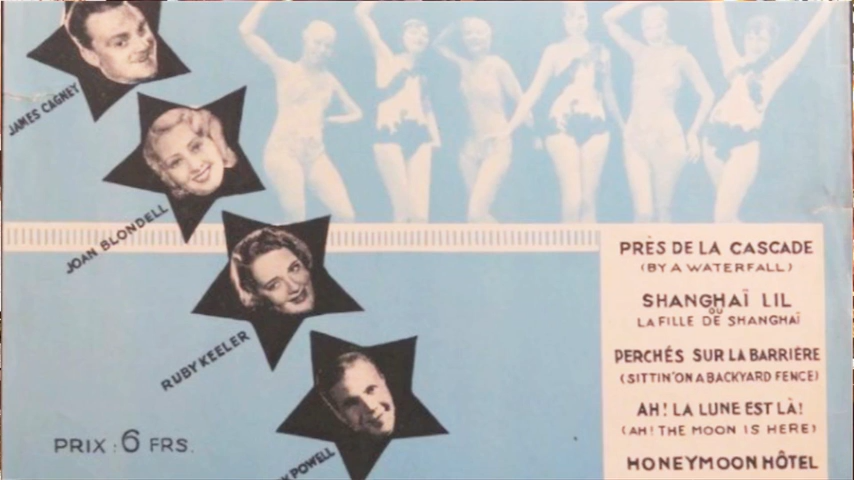 JAMES CAGNEY
JOAN BLONDELL
RUBY KEELER
POWELL
PRIX : 6 FRS.
PRÈS DE LA CASCADE
(BY A WATERFALL)
SHANGHAÏ LIL
OU
LA FILLE DE SHANGHAÏ
PERCHÉS SUR LA BARRIÈRE
(SITTIN' ON A BACKYARD FENCE)
AH! LA LUNE EST LÀ!
(AH! THE MOON IS HERE)
HONEYMOON HÔTEL